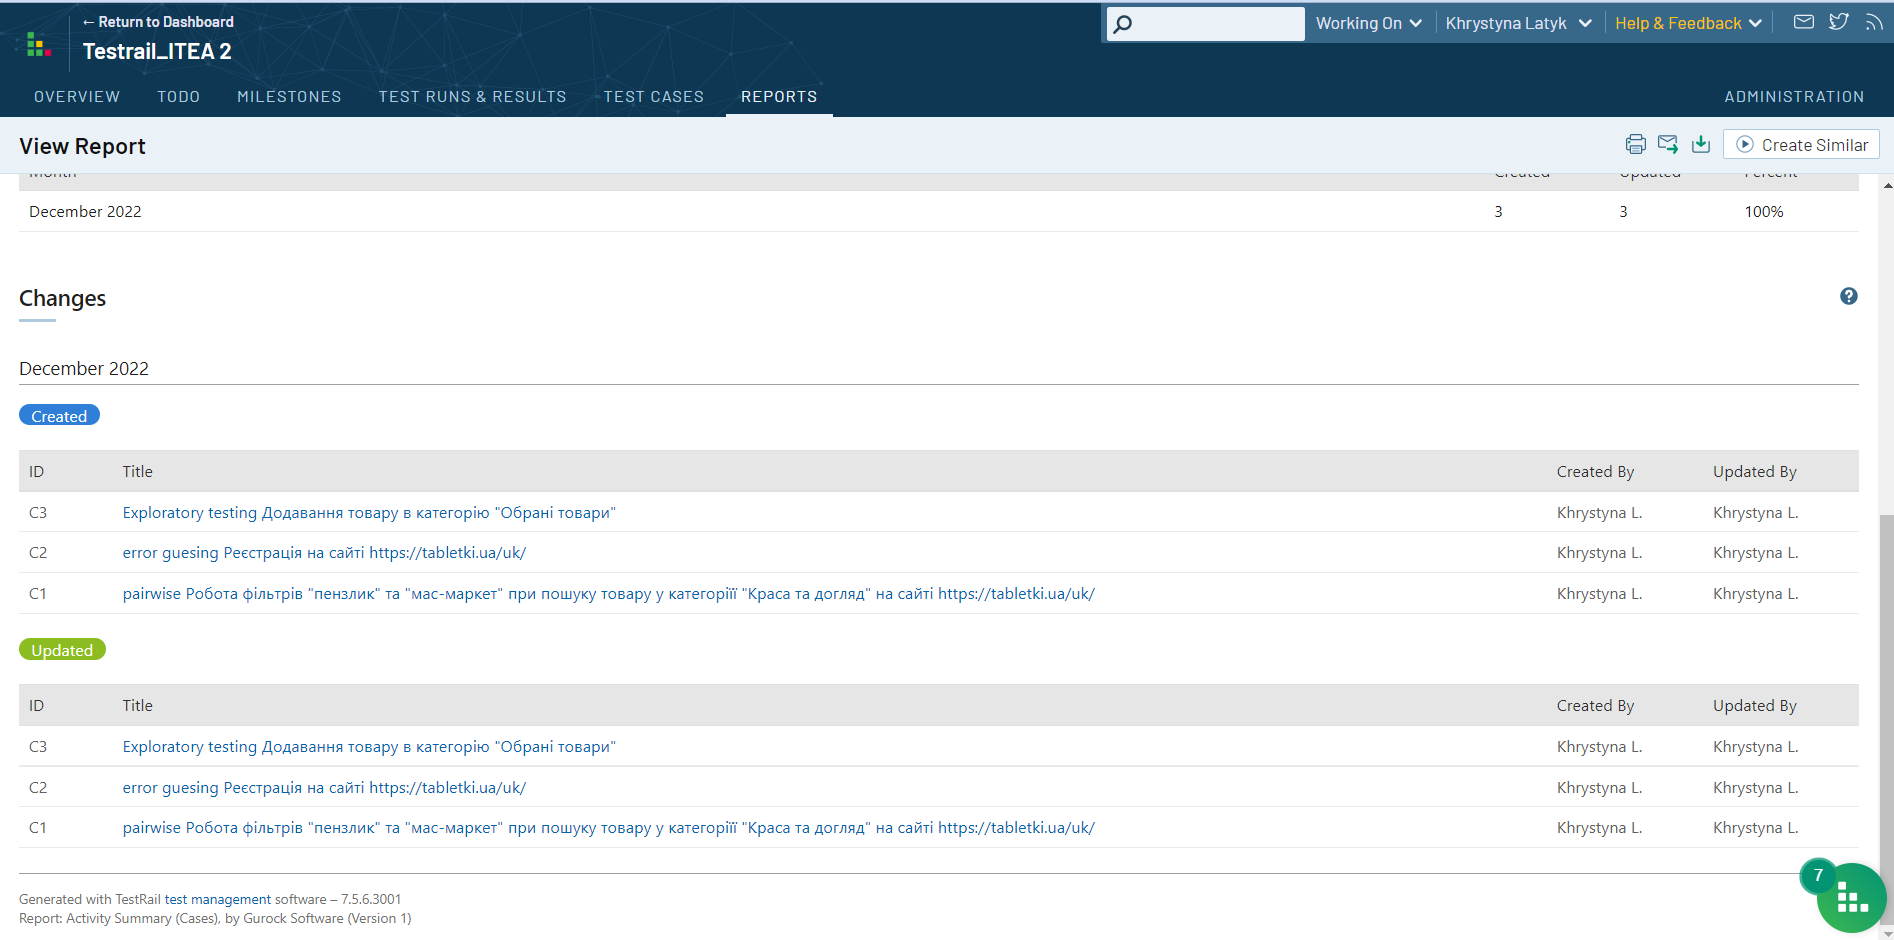 ← Return to Dashboard
Testrail_ITEA 2
Working On
Khrystyna Latyk
Help & Feedback
OVERVIEW TODO MILESTONES TEST RUNS & RESULTS TEST CASES REPORTS ADMINISTRATION
View Report
Create Similar
Month Created Updated Percent
December 2022 3 3 100%
Changes
December 2022
Created
ID Title Created By Updated By
C3 Exploratory testing Додавання товару в категорію "Обрані товари" Khrystyna L. Khrystyna L.
C2 error guesing Реєстрація на сайті https://tabletki.ua/uk/ Khrystyna L. Khrystyna L.
C1 pairwise Робота фільтрів "пензлик" та "мас-маркет" при пошуку товару у категоріїї "Краса та догляд" на сайті https://tabletki.ua/uk/ Khrystyna L. Khrystyna L.
Updated
ID Title Created By Updated By
C3 Exploratory testing Додавання товару в категорію "Обрані товари" Khrystyna L. Khrystyna L.
C2 error guesing Реєстрація на сайті https://tabletki.ua/uk/ Khrystyna L. Khrystyna L.
C1 pairwise Робота фільтрів "пензлик" та "мас-маркет" при пошуку товару у категоріїї "Краса та догляд" на сайті https://tabletki.ua/uk/ Khrystyna L. Khrystyna L.
7
Generated with TestRail test management software – 7.5.6.3001
Report: Activity Summary (Cases), by Gurock Software (Version 1)